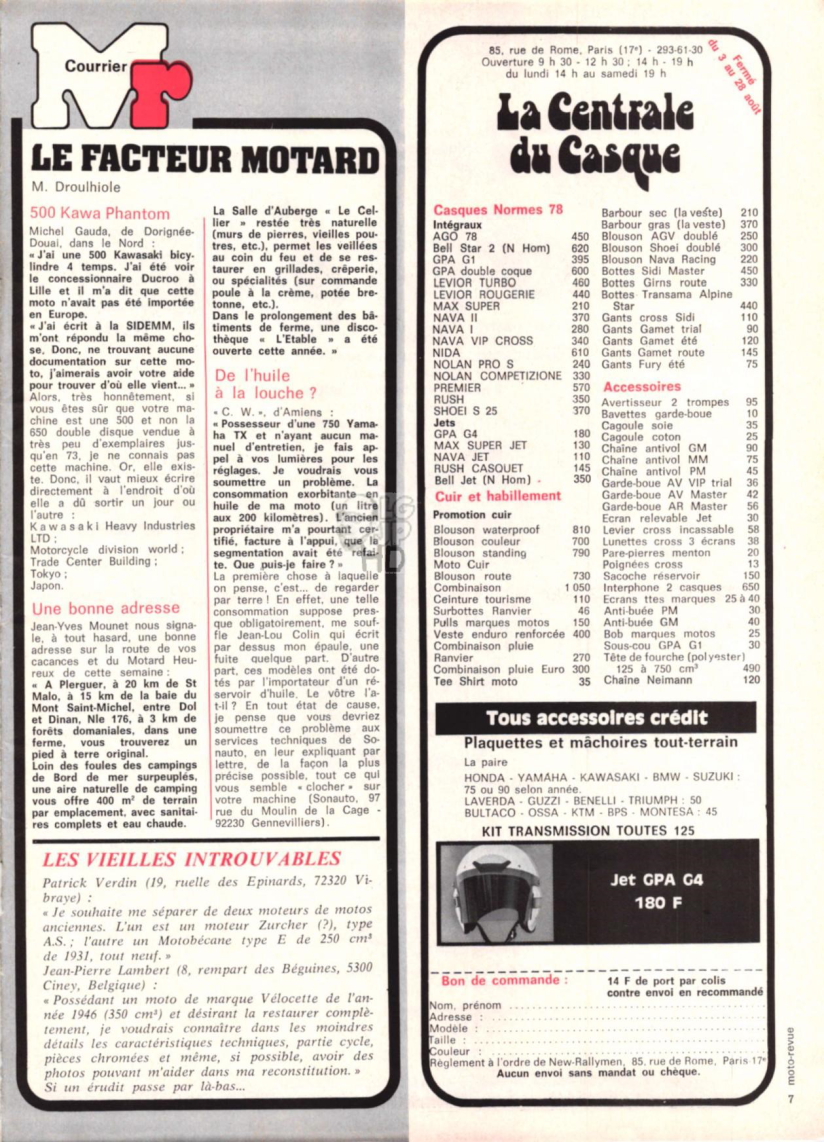 Courrier Mr
LE FACTEUR MOTARD
M. Droulhiole
500 Kawa Phantom
Michel Gauda, de Dorignée-
Douai, dans le Nord :
« J'ai une 500 Kawasaki bicy-
lindre 4 temps. J'ai été voir
le concessionnaire Ducroo à
Lille et il m'a dit que cette
moto n'avait pas été importée
en Europe.
« J'ai écrit à la SIDEMM, ils
m'ont répondu la même cho-
se. Donc, ne trouvant aucune
documentation sur cette mo-
to, j'aimerais avoir votre aide
pour trouver d'où elle vient... »
Alors, très honnêtement, si
vous êtes sûr que votre ma-
chine est une 500 et non la
650 double disque vendue à
très peu d'exemplaires jus-
qu'en 73, je ne connais pas
cette machine. Or, elle exis-
te. Donc, il vaut mieux écrire
directement à l'endroit d'où
elle a dû sortir un jour ou
l'autre :
Kawasaki Heavy Industries
LTD ;
Motorcycle division world ;
Trade Center Building ;
Tokyo ;
Japon.
Une bonne adresse
Jean-Yves Mounet nous signa-
le, à tout hasard, une bonne
adresse sur la route de vos
vacances et du Motard Heu-
reux de cette semaine :
« A Plerguer, à 20 km de St
Malo, à 15 km de la baie du
Mont Saint-Michel, entre Dol
et Dinan, Nle 176, à 3 km de
forêts domaniales, dans une
ferme, vous trouverez un
pied à terre original.
Loin des foules des campings
de Bord de mer surpeuplés,
une aire naturelle de camping
vous offre 400 m² de terrain
par emplacement, avec sanitai-
res complets et eau chaude.
La Salle d'Auberge « Le Cel-
lier » restée très naturelle
(murs de pierres, vieilles pou-
tres, etc.), permet les veillées
au coin du feu et de se res-
taurer en grillades, crêperie,
ou spécialités (sur commande
poule à la crème, potée bre-
tonne, etc.).
Dans le prolongement des bâ-
timents de ferme, une disco-
thèque « L'Etable » a été
ouverte cette année. »
De l'huile
à la louche ?
« C. W. », d'Amiens :
« Possesseur d'une 750 Yama-
ha TX et n'ayant aucun ma-
nuel d'entretien, je fais ap-
pel à vos lumières pour les
réglages. Je voudrais vous
soumettre un problème. La
consommation exorbitante en
huile de ma moto (un litre
aux 200 kilomètres). L'ancien
propriétaire m'a pourtant cer-
tifié, facture à l'appui, que la
segmentation avait été refai-
te. Que puis-je faire ? »
La première chose à laquelle
on pense, c'est... de regarder
par terre ! En effet, une telle
consommation suppose pres-
que obligatoirement, me souf-
fle Jean-Lou Colin qui écrit
par dessus mon épaule, une
fuite quelque part. D'autre
part, ces modèles ont été do-
tés par l'importateur d'un ré-
servoir d'huile. Le vôtre l'a-
t-il ? En tout état de cause,
je pense que vous devriez
soumettre ce problème aux
services techniques de So-
nauto, en leur expliquant par
lettre, de la façon la plus
précise possible, tout ce qui
vous semble « clocher » sur
votre machine (Sonauto, 97
rue du Moulin de la Cage -
92230 Gennevilliers).
LES VIEILLES INTROUVABLES
Patrick Verdin (19, ruelle des Epinards, 72320 Vi-
braye) :
« Je souhaite me séparer de deux moteurs de motos
anciennes. L'un est un moteur Zurcher (?), type
A.S. ; l'autre un Motobécane type E de 250 cm³
de 1931, tout neuf. »
Jean-Pierre Lambert (8, rempart des Béguines, 5300
Ciney, Belgique) :
« Possédant un moto de marque Vélocette de l'an-
née 1946 (350 cm³) et désirant la restaurer complè-
tement, je voudrais connaître dans les moindres
détails les caractéristiques techniques, partie cycle,
pièces chromées et même, si possible, avoir des
photos pouvant m'aider dans ma reconstitution. »
Si un érudit passe par là-bas...
85, rue de Rome, Paris (17e) - 293-61-30
Ouverture 9 h 30 - 12 h 30 ; 14 h - 19 h
du lundi 14 h au samedi 19 h
Fermé
du 3 au 28 août
La Centrale
du Casque
Casques Normes 78
Intégraux
AGO 78 450
Bell Star 2 (N Hom) 620
GPA G1 395
GPA double coque 600
LEVIOR TURBO 460
LEVIOR ROUGERIE 440
MAX SUPER 210
NAVA II 370
NAVA I 280
NAVA VIP CROSS 340
NIDA 610
NOLAN PRO S 240
NOLAN COMPETIZIONE 330
PREMIER 570
RUSH 350
SHOEI S 25 370
Jets
GPA G4 180
MAX SUPER JET 130
NAVA JET 110
RUSH CASQUET 145
Bell Jet (N Hom) 350
Cuir et habillement
Promotion cuir
Blouson waterproof 810
Blouson couleur 700
Blouson standing 790
Moto Cuir
Blouson route 730
Combinaison 1 050
Ceinture tourisme 110
Surbottes Ranvier 46
Pulls marques motos 150
Veste enduro renforcée 400
Combinaison pluie
Ranvier 270
Combinaison pluie Euro 300
Tee Shirt moto 35
Barbour sec (la veste) 210
Barbour gras (la veste) 370
Blouson AGV doublé 250
Blouson Shoei doublé 300
Blouson Nava Racing 220
Bottes Sidi Master 450
Bottes Girns route 330
Bottes Transama Alpine
Star 440
Gants cross Sidi 110
Gants Gamet trial 90
Gants Gamet été 120
Gants Gamet route 145
Gants Fury été 75
Accessoires
Avertisseur 2 trompes 95
Bavettes garde-boue 10
Cagoule soie 35
Cagoule coton 25
Chaîne antivol GM 90
Chaîne antivol MM 75
Chaîne antivol PM 45
Garde-boue AV VIP trial 36
Garde-boue AV Master 42
Garde-boue AR Master 56
Ecran relevable Jet 30
Levier cross incassable 58
Lunettes cross 3 écrans 38
Pare-pierres menton 20
Poignées cross 13
Sacoche réservoir 150
Interphone 2 casques 650
Ecrans ttes marques 25 à 40
Anti-buée PM 30
Anti-buée GM 40
Bob marques motos 25
Sous-cou GPA G1 30
Tête de fourche (polyester)
125 à 750 cm³ 490
Chaîne Neimann 120
Tous accessoires crédit
Plaquettes et mâchoires tout-terrain
La paire
HONDA - YAMAHA - KAWASAKI - BMW - SUZUKI :
75 ou 90 selon année.
LAVERDA - GUZZI - BENELLI - TRIUMPH : 50
BULTACO - OSSA - KTM - BPS - MONTESA : 45
KIT TRANSMISSION TOUTES 125
Jet GPA G4
180 F
Bon de commande : 14 F de port par colis
contre envoi en recommandé
Nom, prénom
Adresse :
Modèle :
Taille :
Couleur :
Règlement à l'ordre de New-Rallymen, 85, rue de Rome, Paris 17e
Aucun envoi sans mandat ou chèque.
moto-revue
7